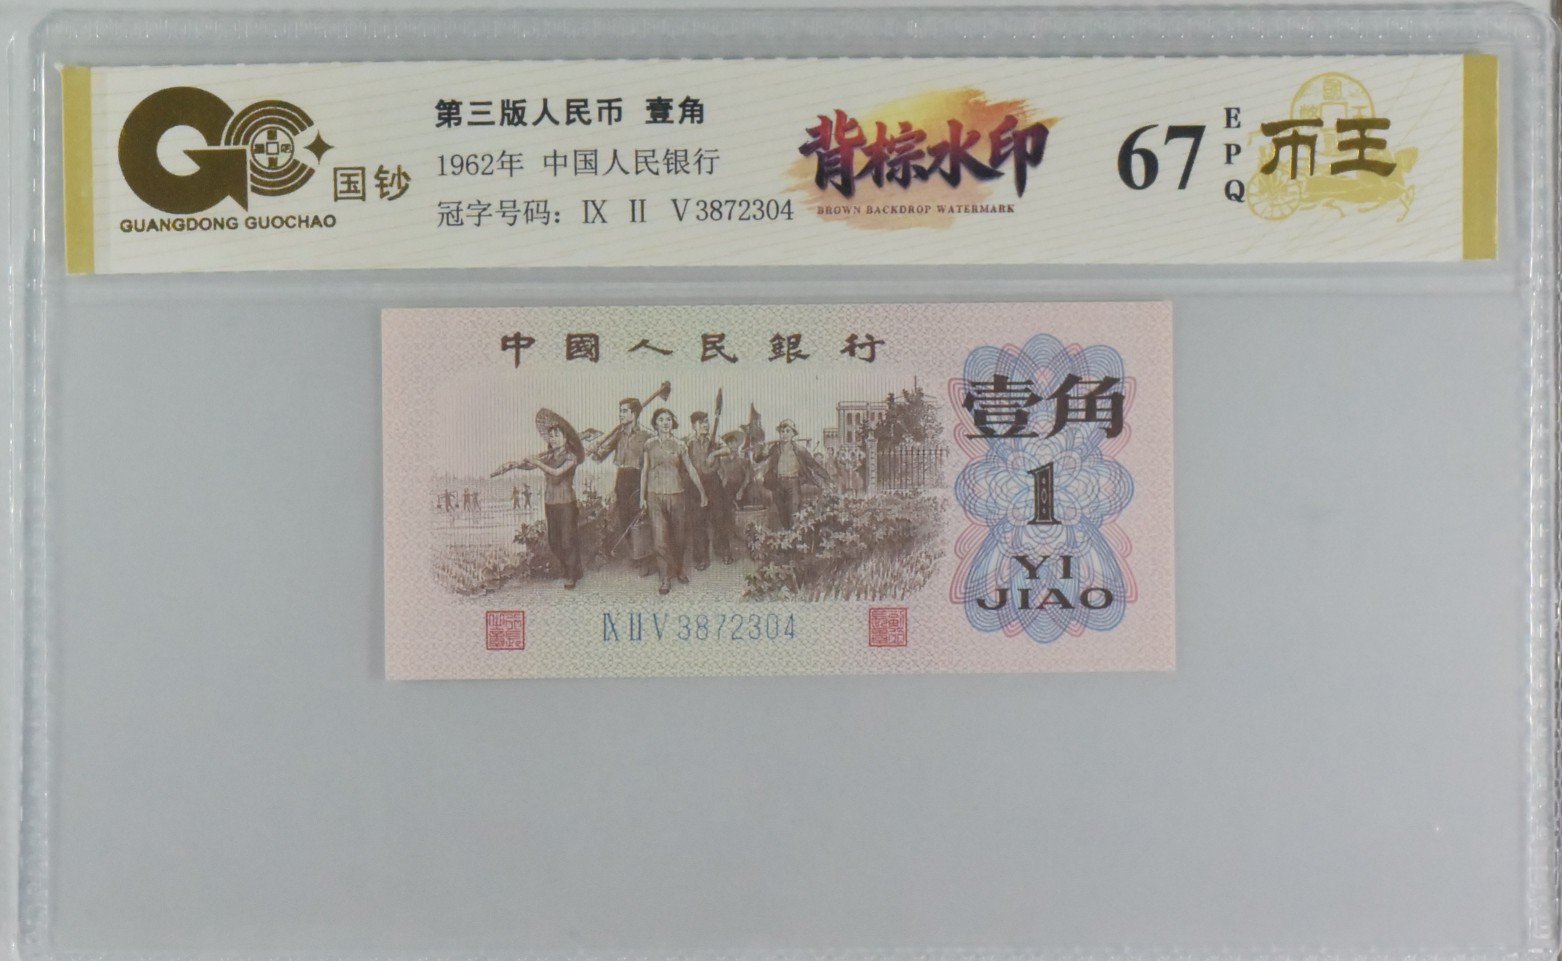 GC 国钞
GUANGDONG GUOCHAO
第三版人民币 壹角
1962年 中国人民银行
冠字号码：Ⅸ Ⅱ Ⅴ3872304
背棕水印
BROWN BACKDROP WATERMARK
67
EPQ
币王
中國人民銀行
壹角
1
YI
JIAO
ⅨⅡⅤ3872304